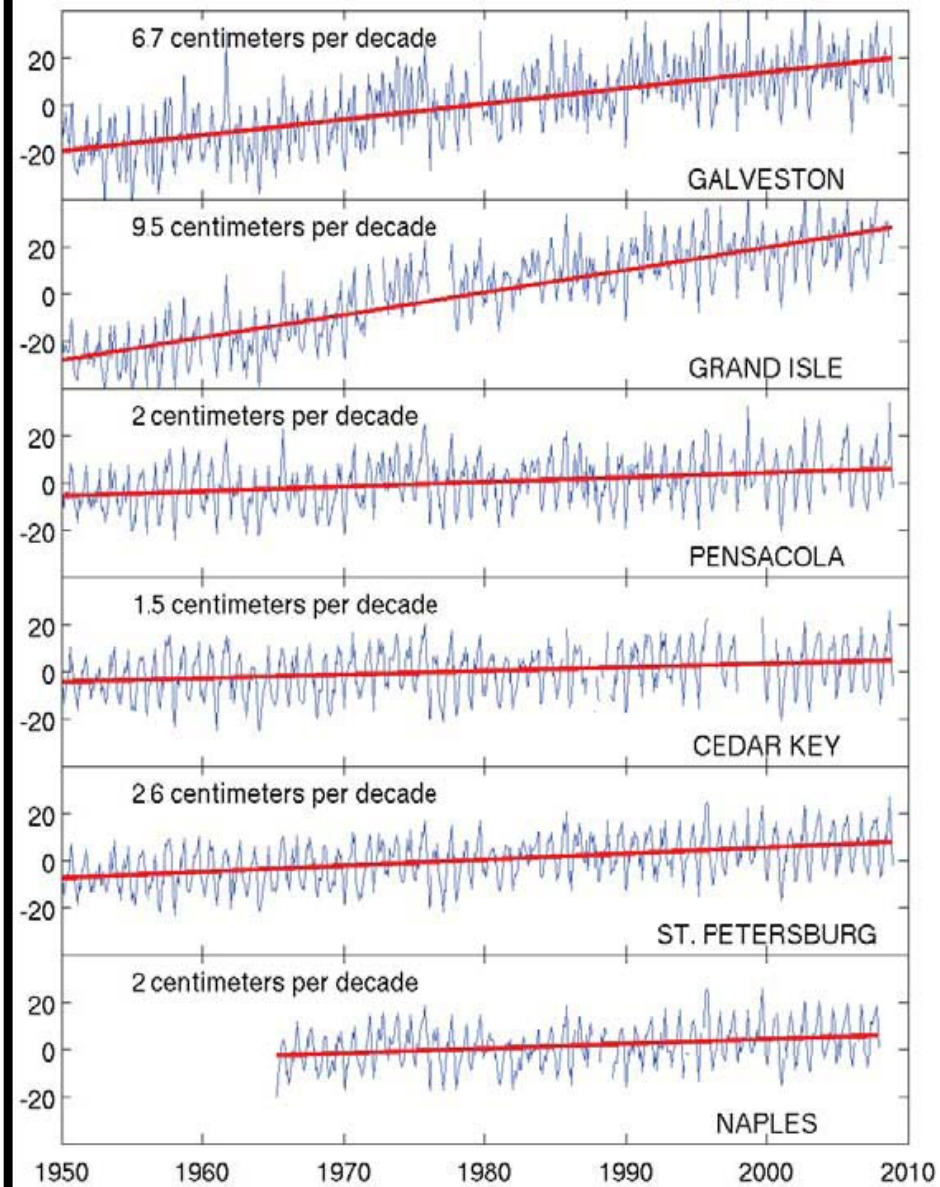 6.7 centimeters per decade
20
0
-20
GALVESTON
9.5 centimeters per decade
20
0
-20
GRAND ISLE
2 centimeters per decade
20
0
-20
PENSACOLA
1.5 centimeters per decade
20
0
-20
CEDAR KEY
2.6 centimeters per decade
20
0
-20
ST. PETERSBURG
2 centimeters per decade
20
0
-20
NAPLES
1950 1960 1970 1980 1990 2000 2010